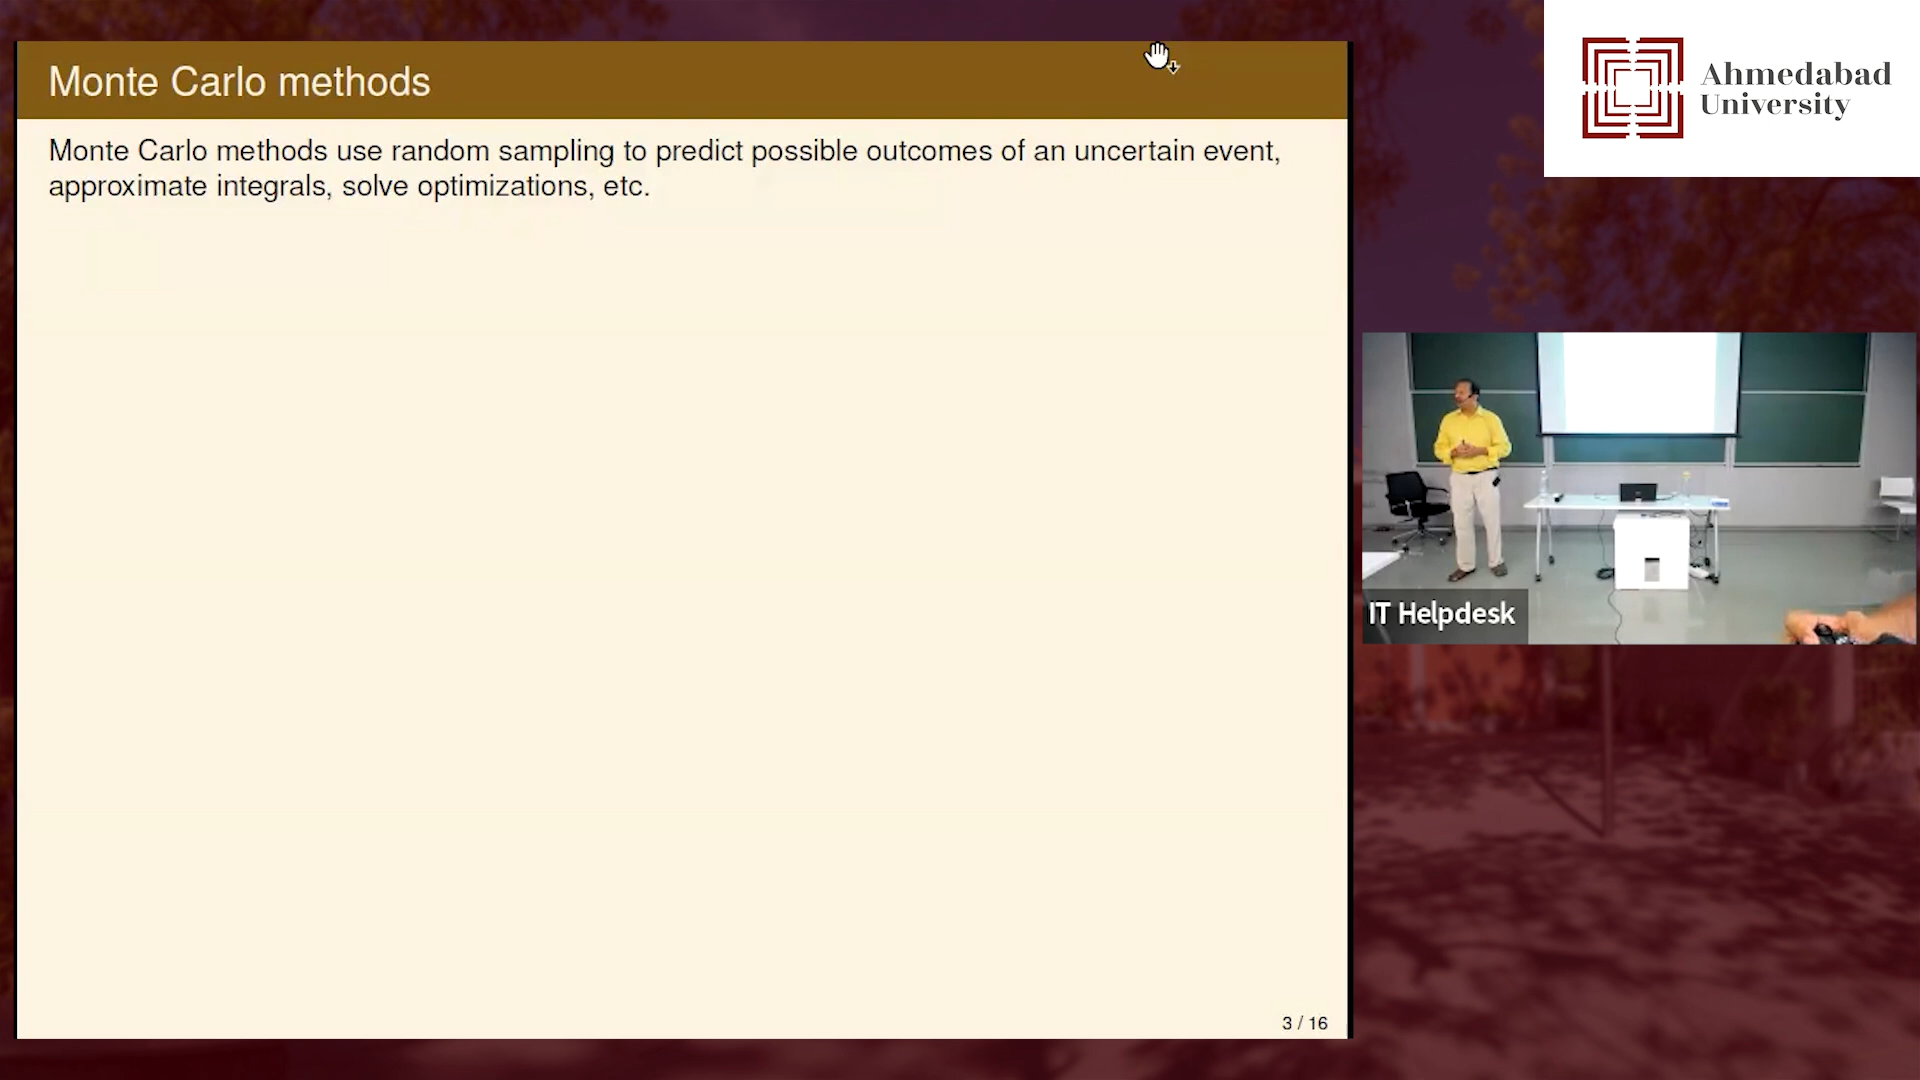 Monte Carlo methods
Monte Carlo methods use random sampling to predict possible outcomes of an uncertain event,
approximate integrals, solve optimizations, etc.
3 / 16
Ahmedabad
University
IT Helpdesk